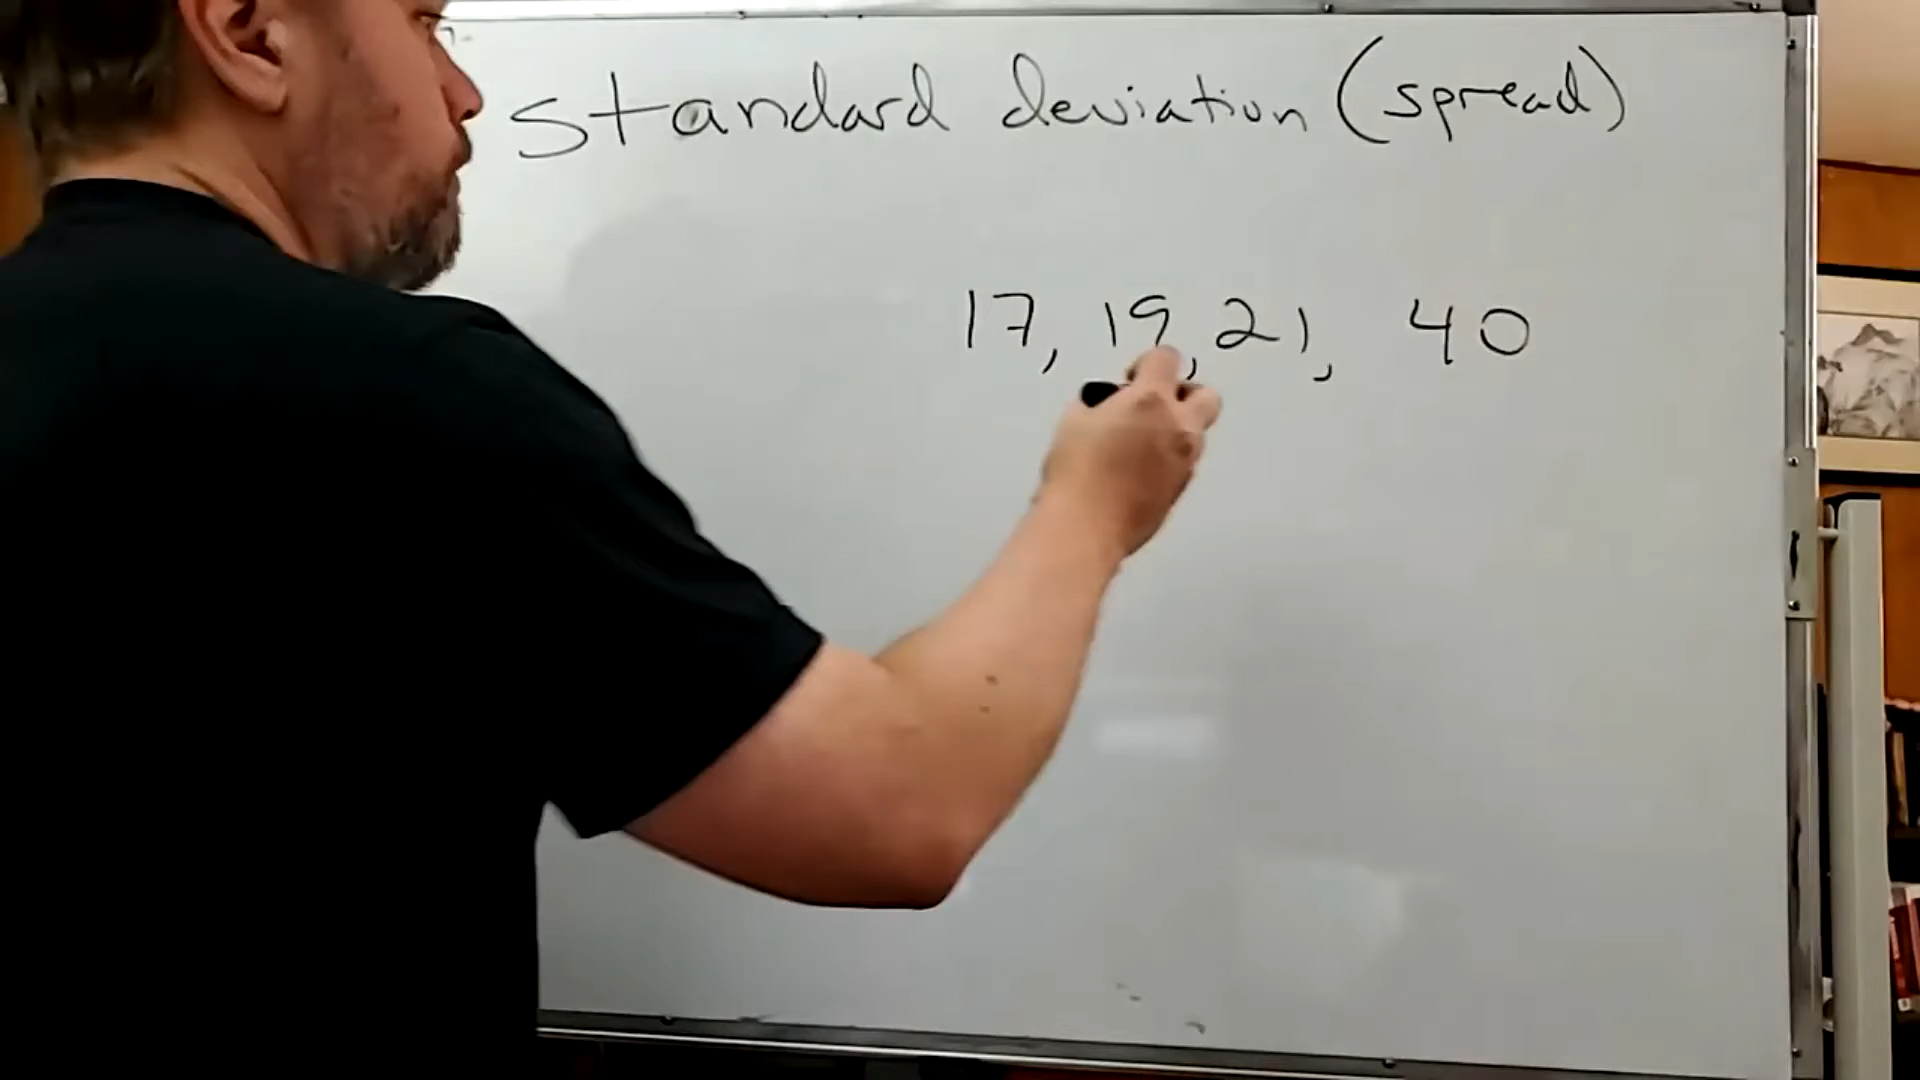 standard deviation (spread)
17, 19, 21, 40